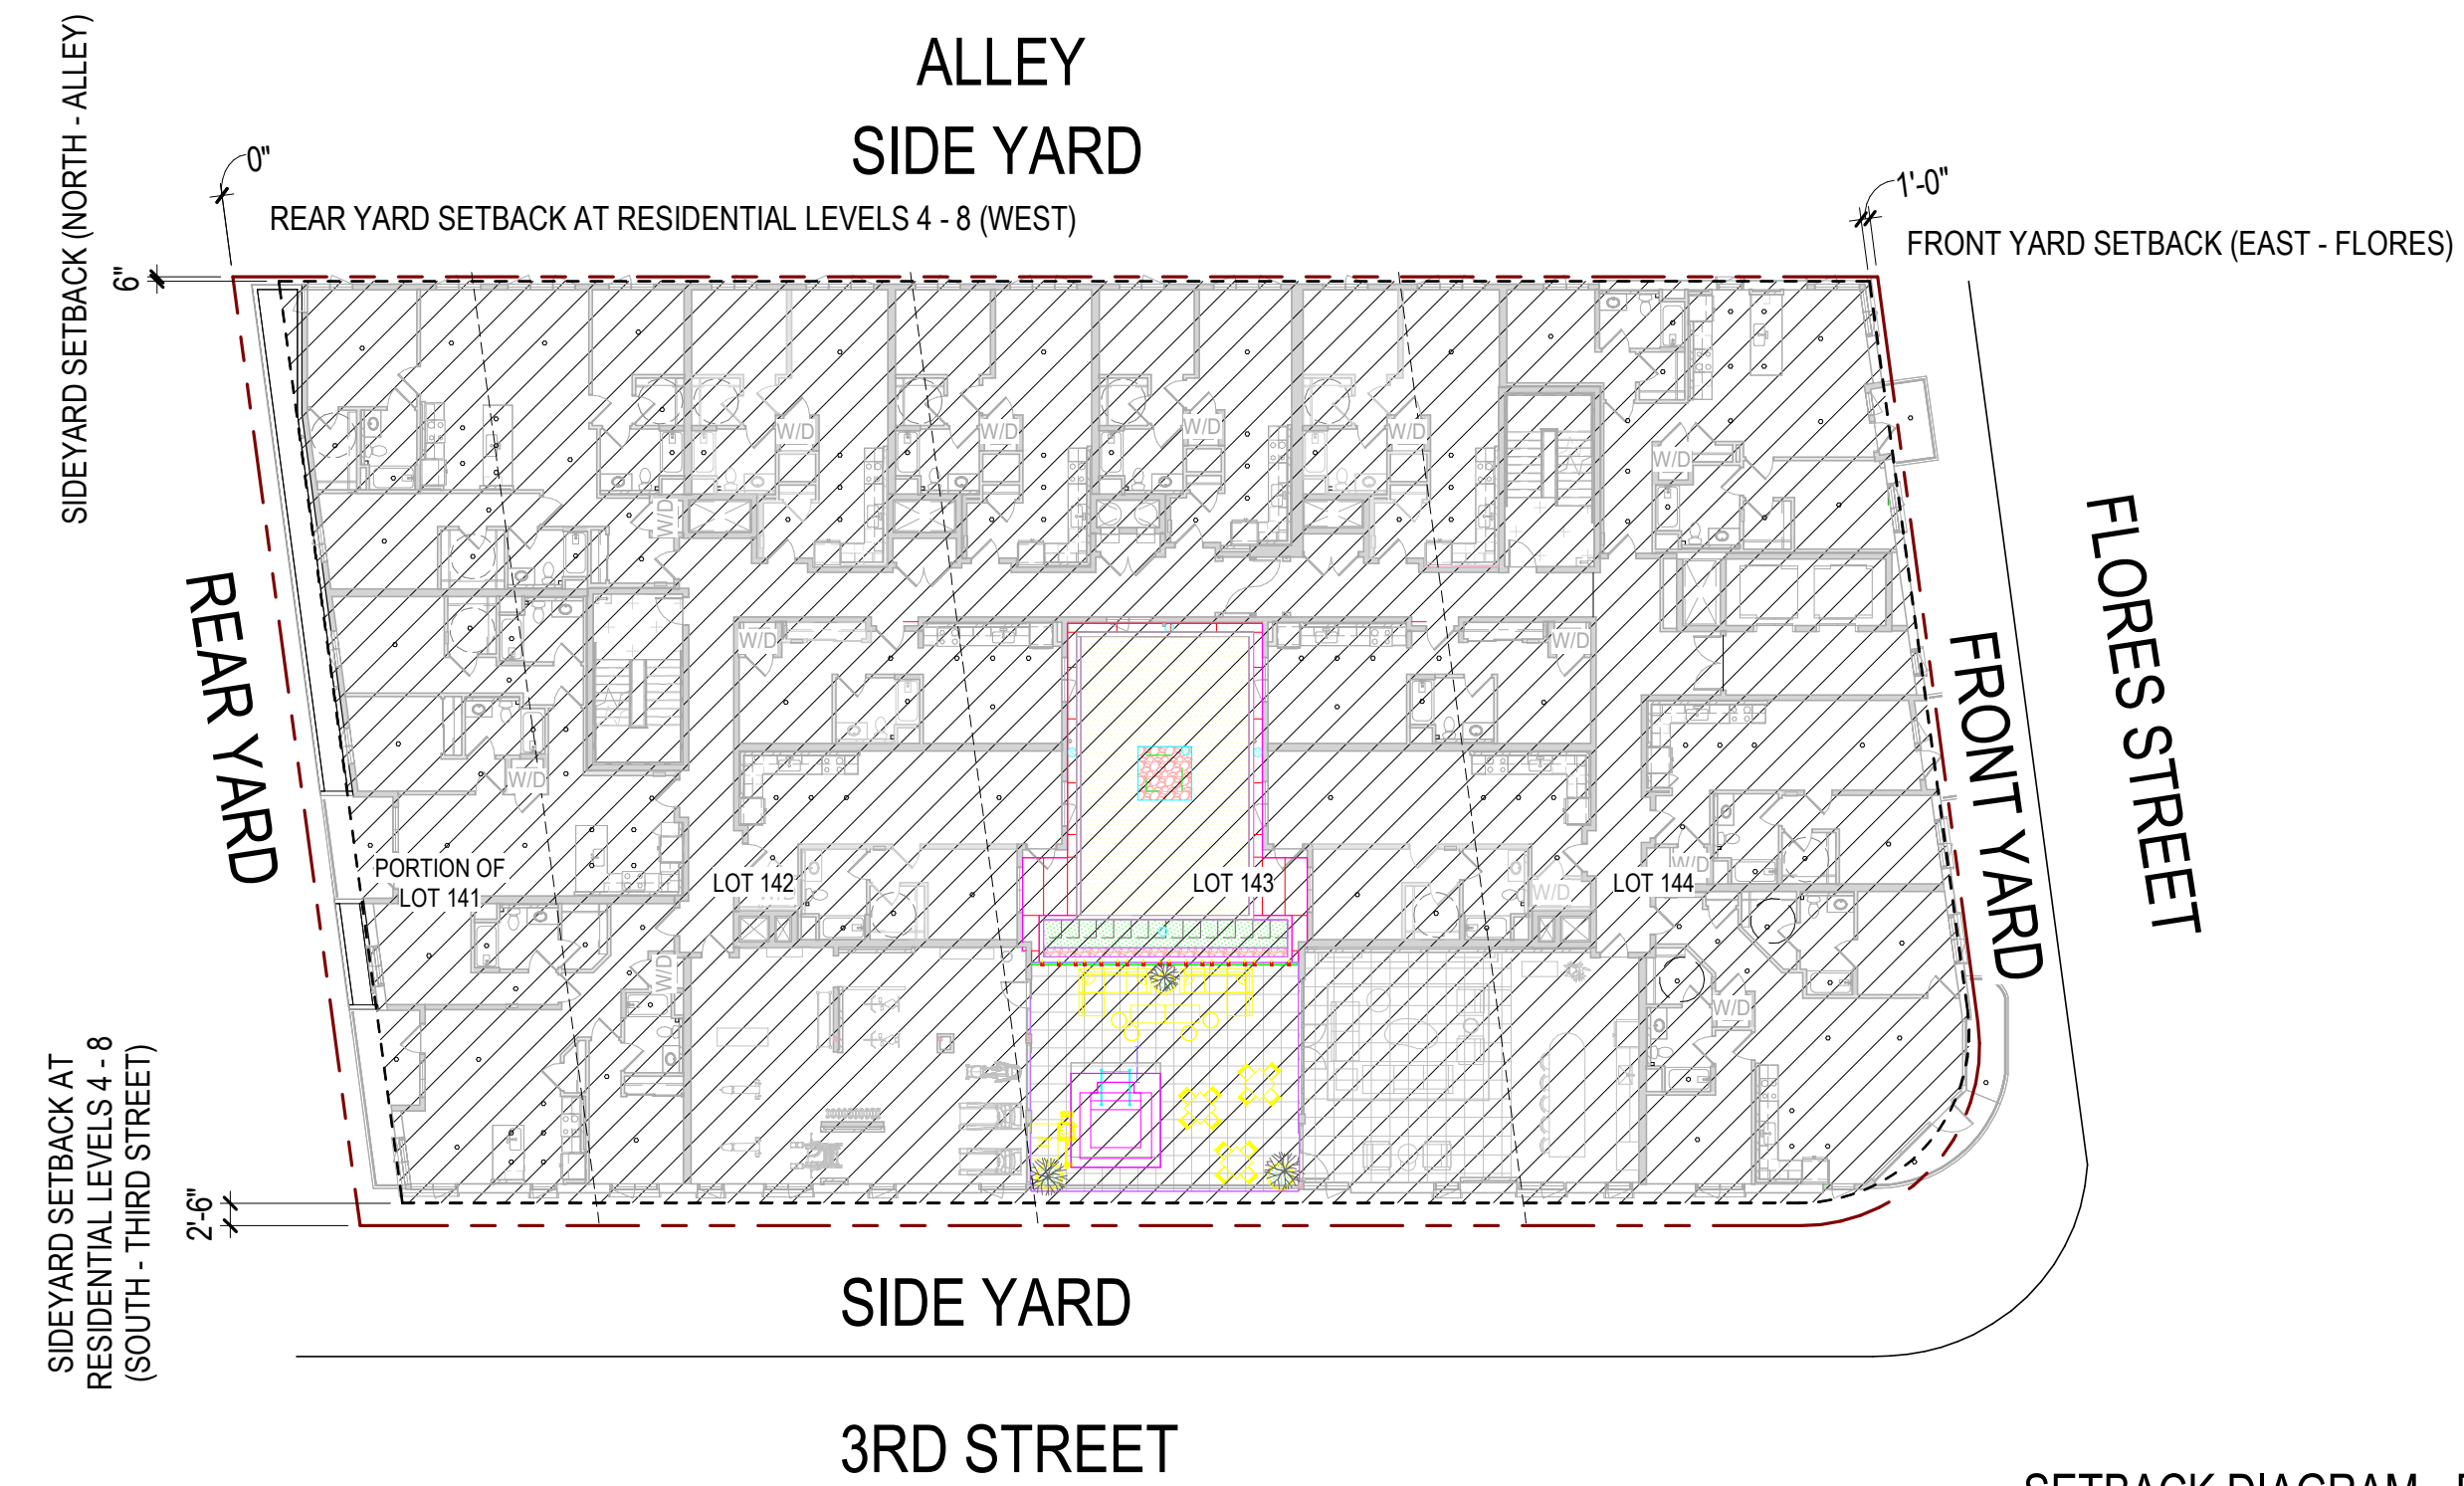 ALLEY
SIDE YARD
SIDEYARD SETBACK (NORTH - ALLEY)
0"
1'-0"
REAR YARD SETBACK AT RESIDENTIAL LEVELS 4 - 8 (WEST)
FRONT YARD SETBACK (EAST - FLORES)
6"
W/D
W/D
W/D
W/D
W/D
W/D
W/D
W/D
W/D
REAR YARD
FLORES STREET
FRONT YARD
PORTION OF
LOT 141
LOT 142
LOT 143
LOT 144
W/D
W/D
W/D
W/D
W/D
SIDEYARD SETBACK AT
RESIDENTIAL LEVELS 4 - 8
(SOUTH - THIRD STREET)
2'-6"
SIDE YARD
3RD STREET